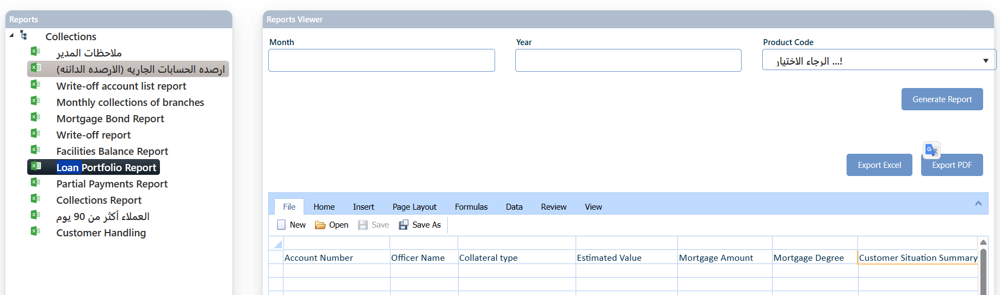 Reports
Collections
ملاحظات المدير
ارصده الحسابات الجاريه (الارصده الدائنه)
Write-off account list report
Monthly collections of branches
Mortgage Bond Report
Write-off report
Facilities Balance Report
Loan Portfolio Report
Partial Payments Report
Collections Report
العملاء أكثر من 90 يوم
Customer Handling
Reports Viewer
Month Year Product Code
الرجاء الاختيار ...!
Generate Report
Export Excel Export PDF
File Home Insert Page Layout Formulas Data Review View
New Open Save Save As
Account Number Officer Name Collateral type Estimated Value Mortgage Amount Mortgage Degree Customer Situation Summary